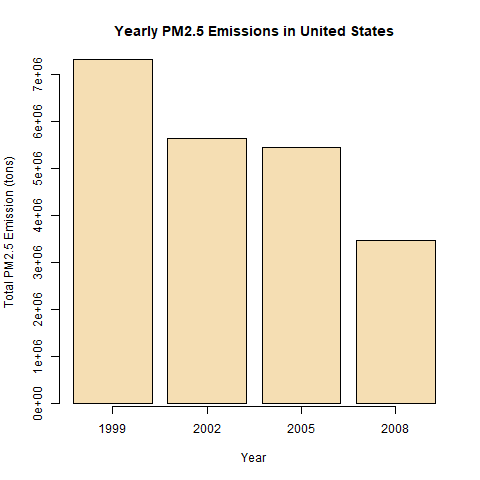 Yearly PM2.5 Emissions in United States
Total PM2.5 Emission (tons)
7e+06
6e+06
5e+06
4e+06
3e+06
2e+06
1e+06
0e+00
1999 2002 2005 2008
Year